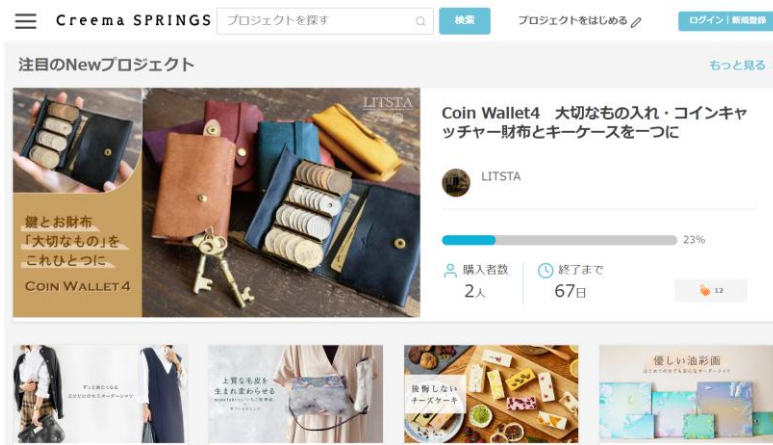 Creema SPRINGS
プロジェクトを探す
検索
プロジェクトをはじめる
ログイン｜新規登録
注目のNewプロジェクト
もっと見る
LITSTA
鍵とお財布
「大切なもの」を
これひとつに
COIN WALLET4
Coin Wallet4 大切なもの入れ・コインキャ
ッチャー財布とキーケースを一つに
LITSTA
23%
購入者数
2人
終了まで
67日
12
上質な毛皮を
生まれ変わらせる
後悔しない
チーズケーキ
優しい油彩画